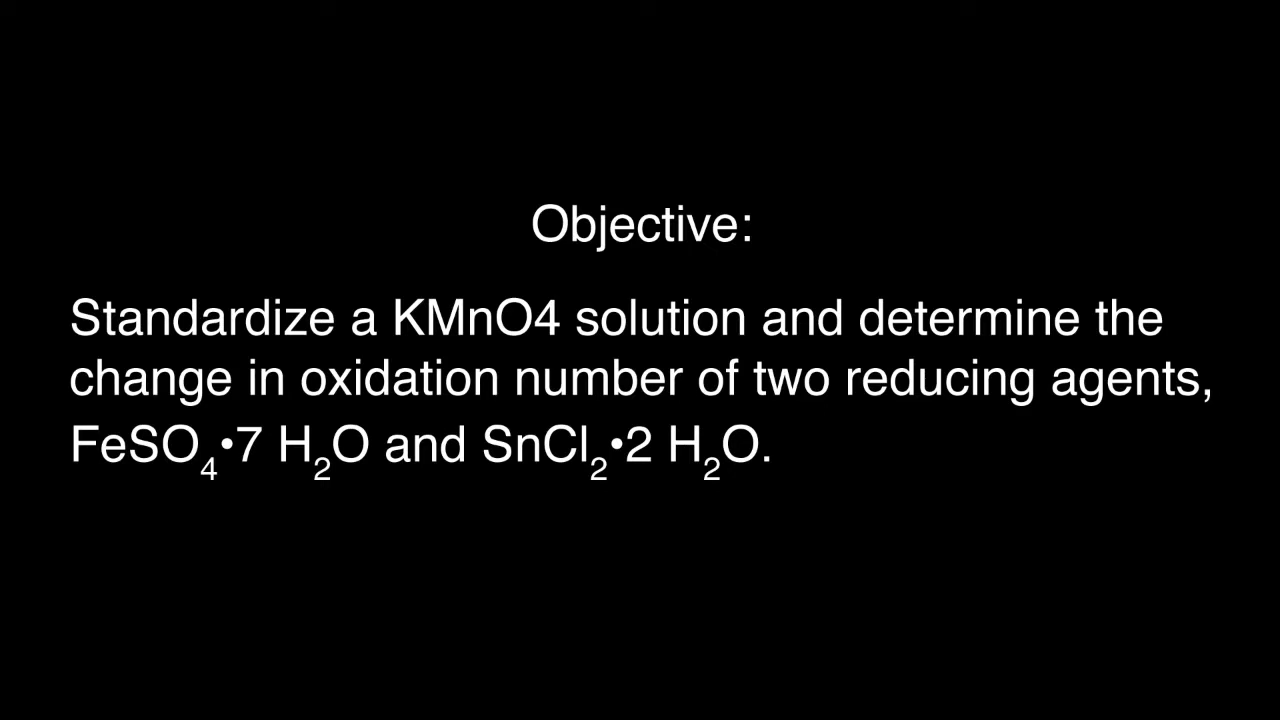 Objective:
Standardize a KMnO4 solution and determine the
change in oxidation number of two reducing agents,
FeSO₄•7 H₂O and SnCl₂•2 H₂O.